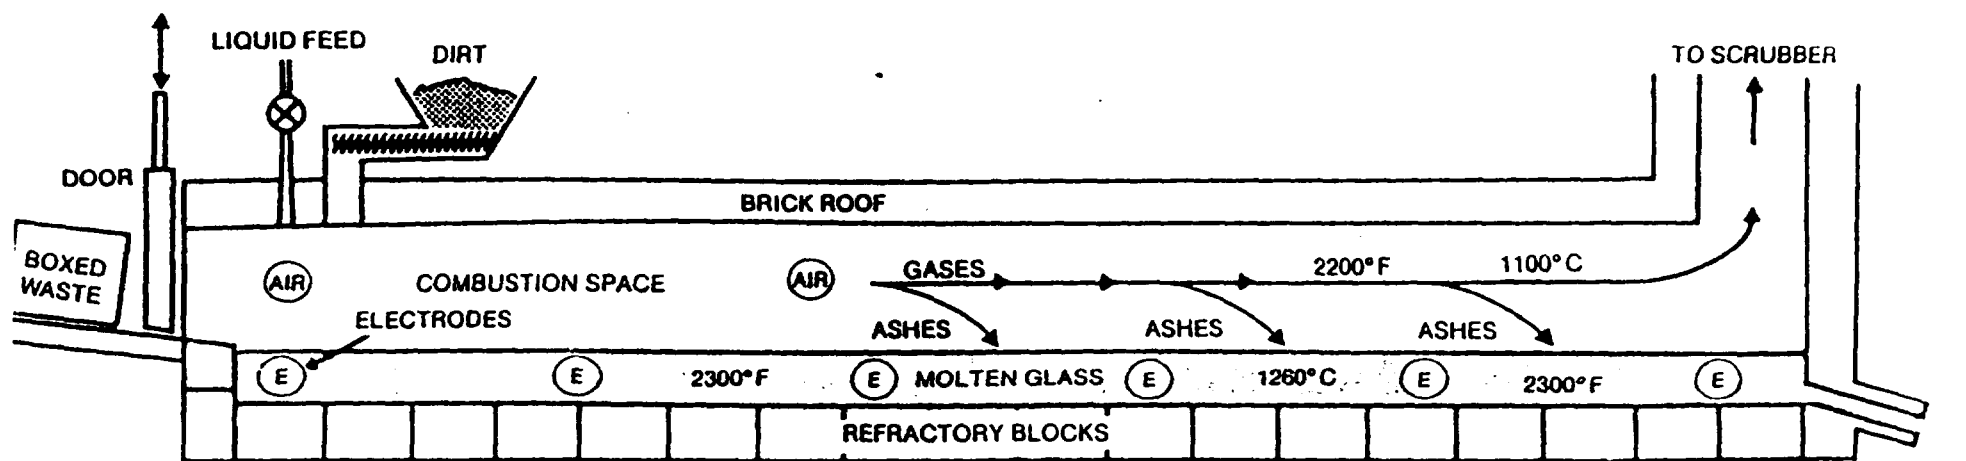 LIQUID FEED
DIRT
TO SCRUBBER
DOOR
BRICK ROOF
BOXED
WASTE
AIR
COMBUSTION SPACE
AIR
GASES
2200°F
1100°C
ELECTRODES
ASHES
ASHES
ASHES
E
E
2300°F
E
MOLTEN GLASS
E
1260°C
E
2300°F
E
REFRACTORY BLOCKS